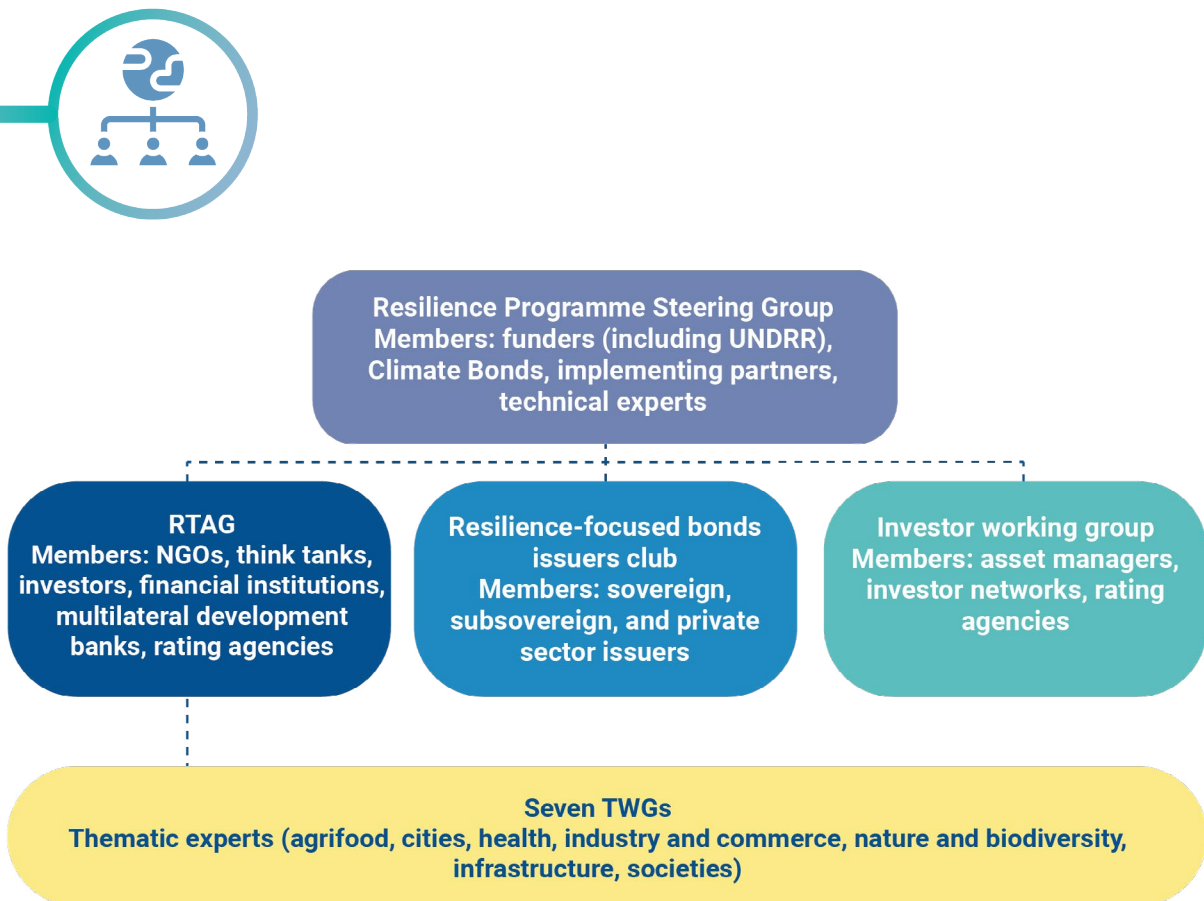 Resilience Programme Steering Group
Members: funders (including UNDRR),
Climate Bonds, implementing partners,
technical experts
RTAG
Members: NGOs, think tanks,
investors, financial institutions,
multilateral development
banks, rating agencies
Resilience-focused bonds
issuers club
Members: sovereign,
subsovereign, and private
sector issuers
Investor working group
Members: asset managers,
investor networks, rating
agencies
Seven TWGs
Thematic experts (agrifood, cities, health, industry and commerce, nature and biodiversity,
infrastructure, societies)